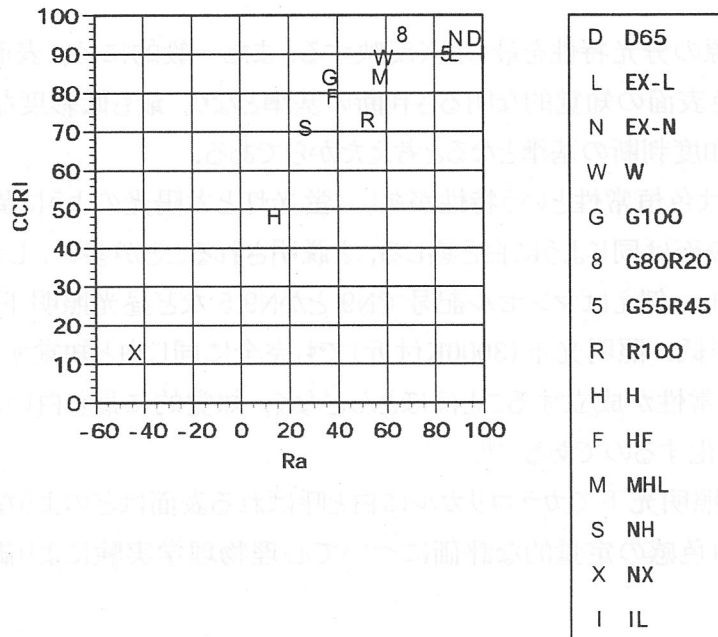 100
90
80
70
60
50
40
30
20
10
0
CCRI
8 N D
W 5 L
G M
F
S R
H
X
-60 -40 -20 0 20 40 60 80 100
Ra
D D65
L EX-L
N EX-N
W W
G G100
8 G80R20
5 G55R45
R R100
H H
F HF
M MHL
S NH
X NX
I IL